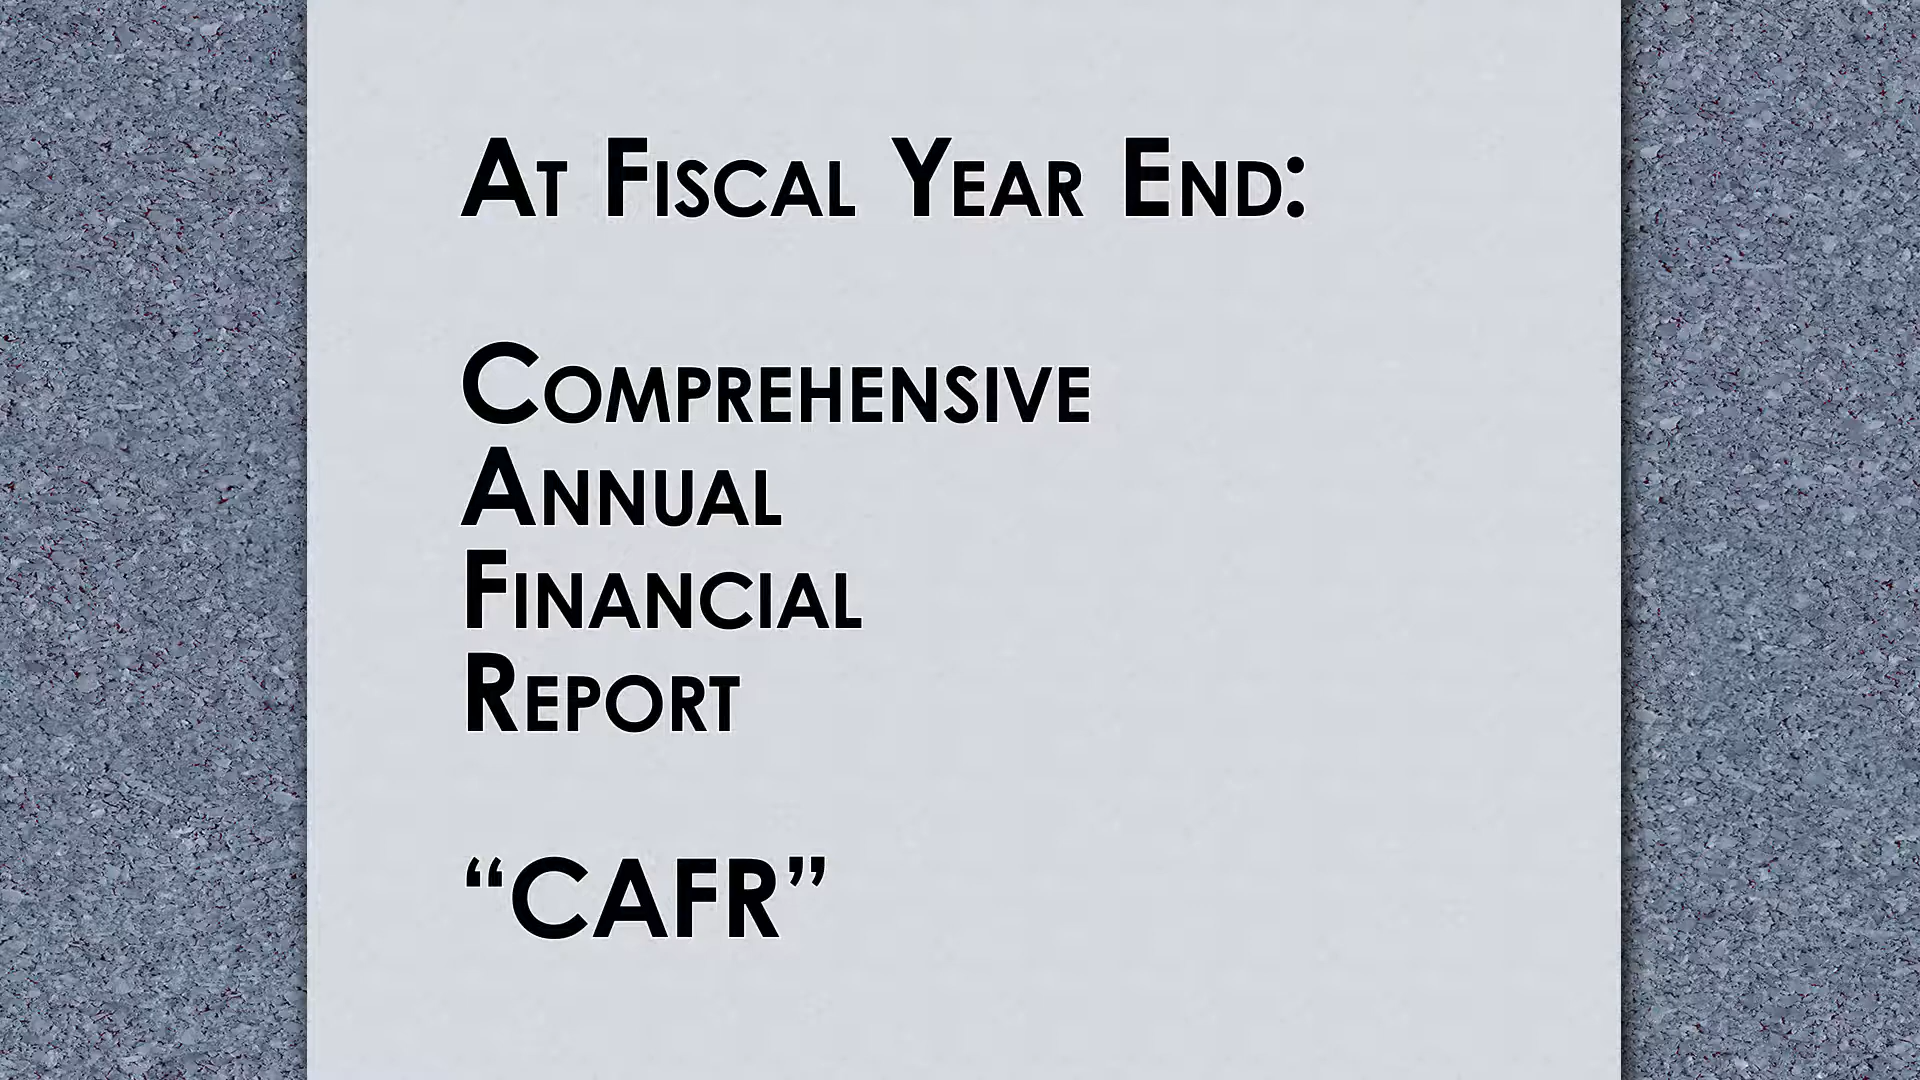 At Fiscal Year End:
Comprehensive
Annual
Financial
Report
“CAFR”